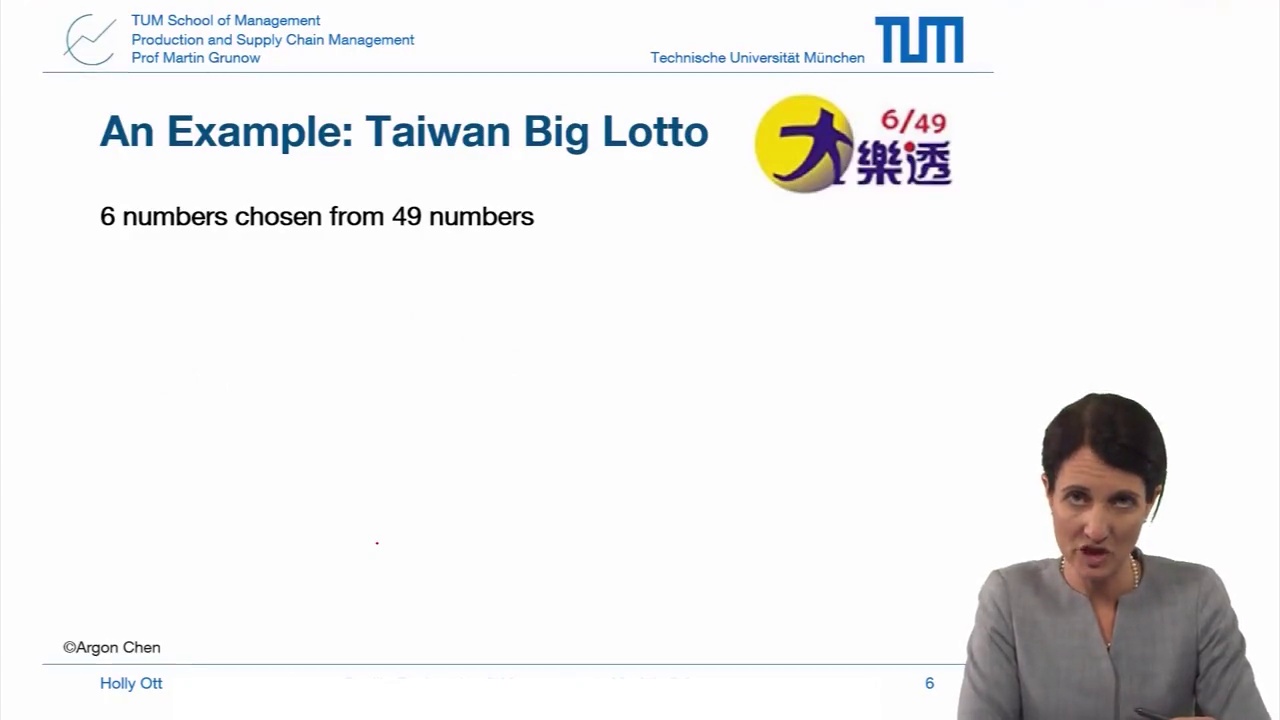 TUM School of Management
Production and Supply Chain Management
Prof Martin Grunow
Technische Universität München
TUM
An Example: Taiwan Big Lotto
6/49
大樂透
6 numbers chosen from 49 numbers
©Argon Chen
Holly Ott
6